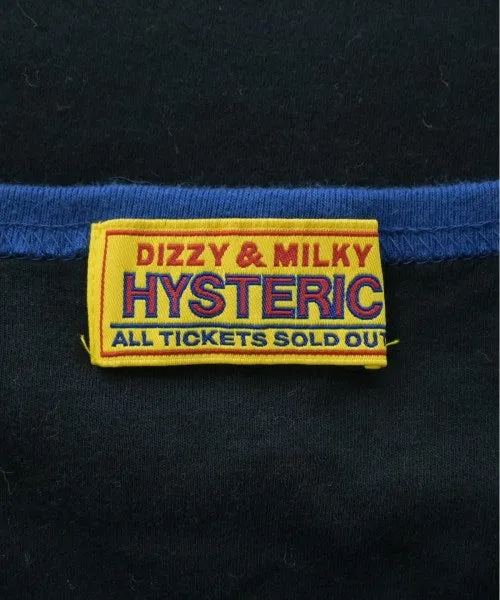 DIZZY & MILKY
HYSTERIC
ALL TICKETS SOLD OUT